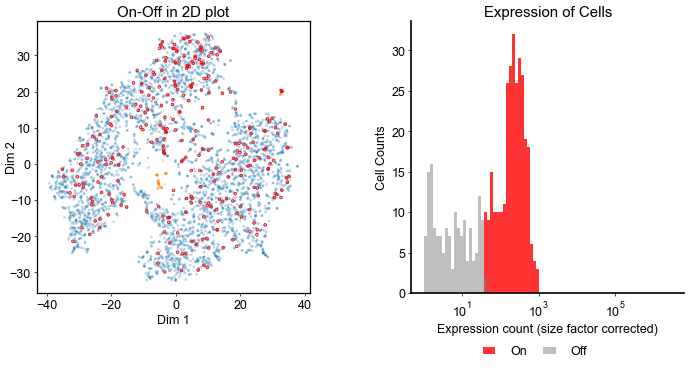 On-Off in 2D plot
Dim 2
40
30
20
10
0
−10
−20
−30
−40
−20
0
20
40
Dim 1
Expression of Cells
Cell Counts
30
25
20
15
10
5
0
10^1
10^3
10^5
Expression count (size factor corrected)
On
Off